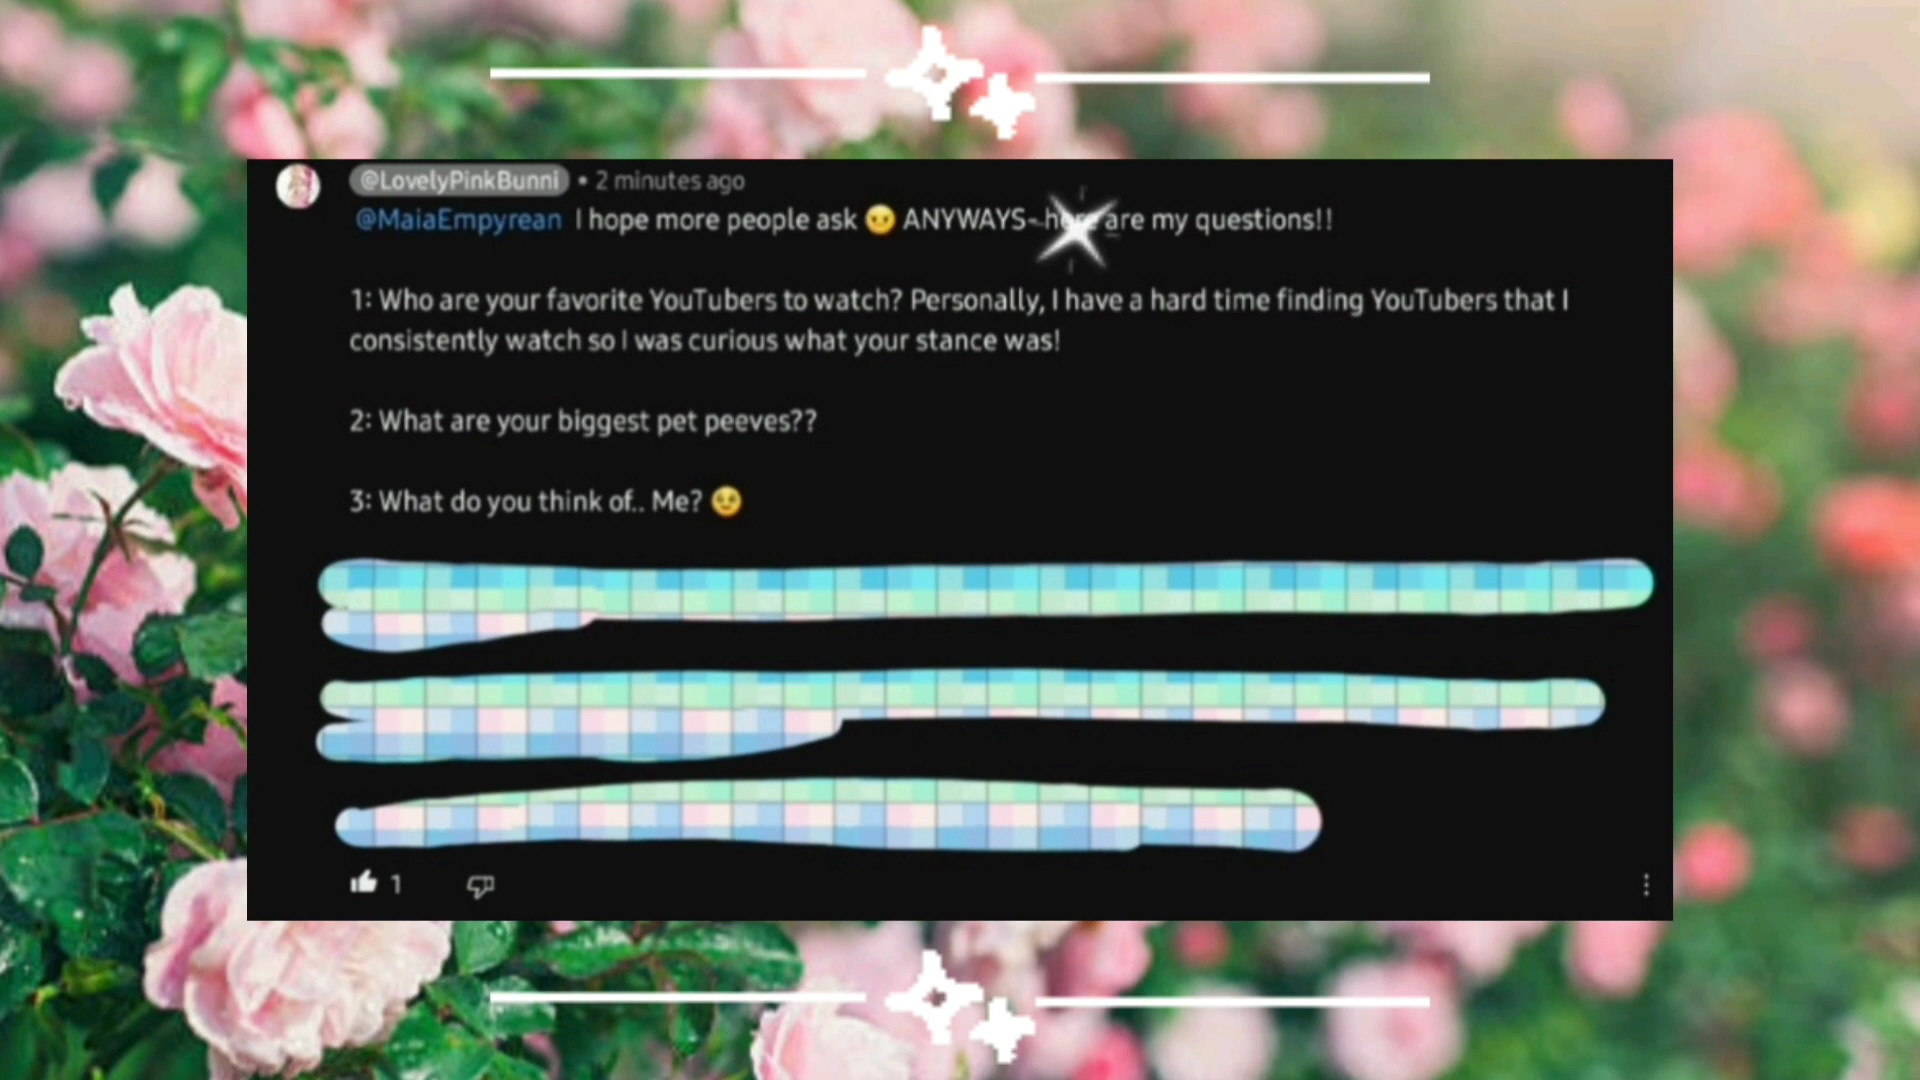 @LovelyPinkBunni • 2 minutes ago
@MaiaEmpyrean I hope more people ask 😠 ANYWAYS- here are my questions!!
1: Who are your favorite YouTubers to watch? Personally, I have a hard time finding YouTubers that I
consistently watch so I was curious what your stance was!
2: What are your biggest pet peeves??
3: What do you think of.. Me? 🥺
1